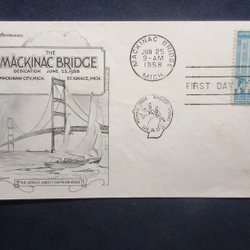 THE
MACKINAC BRIDGE
DEDICATION JUNE 25, 1958
MACKINAW CITY, MICH. ST. IGNACE, MICH.
THE WORLD'S LONGEST SUSPENSION BRIDGE
MACKINAC BRIDGE
JUN 25
9-AM
1958
MICH.
FIRST DAY